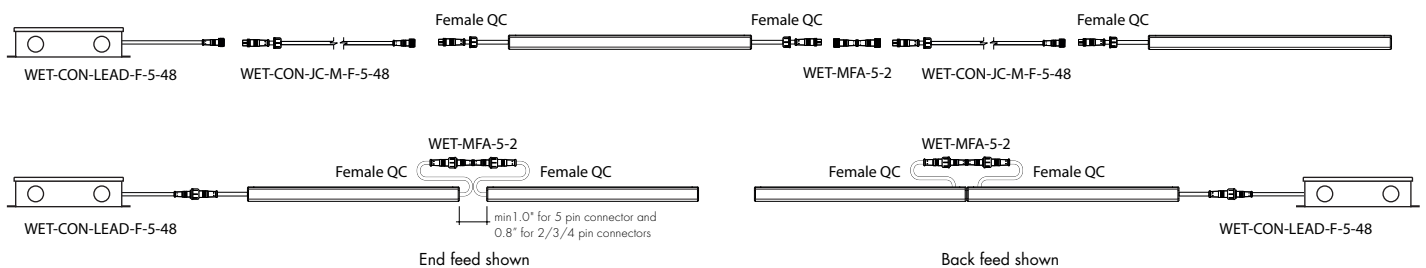 Female QC
Female QC
Female QC
WET-CON-LEAD-F-5-48
WET-CON-JC-M-F-5-48
WET-MFA-5-2
WET-CON-JC-M-F-5-48
WET-MFA-5-2
WET-MFA-5-2
Female QC
Female QC
Female QC
Female QC
WET-CON-LEAD-F-5-48
min1.0" for 5 pin connector and
0.8" for 2/3/4 pin connectors
WET-CON-LEAD-F-5-48
End feed shown
Back feed shown